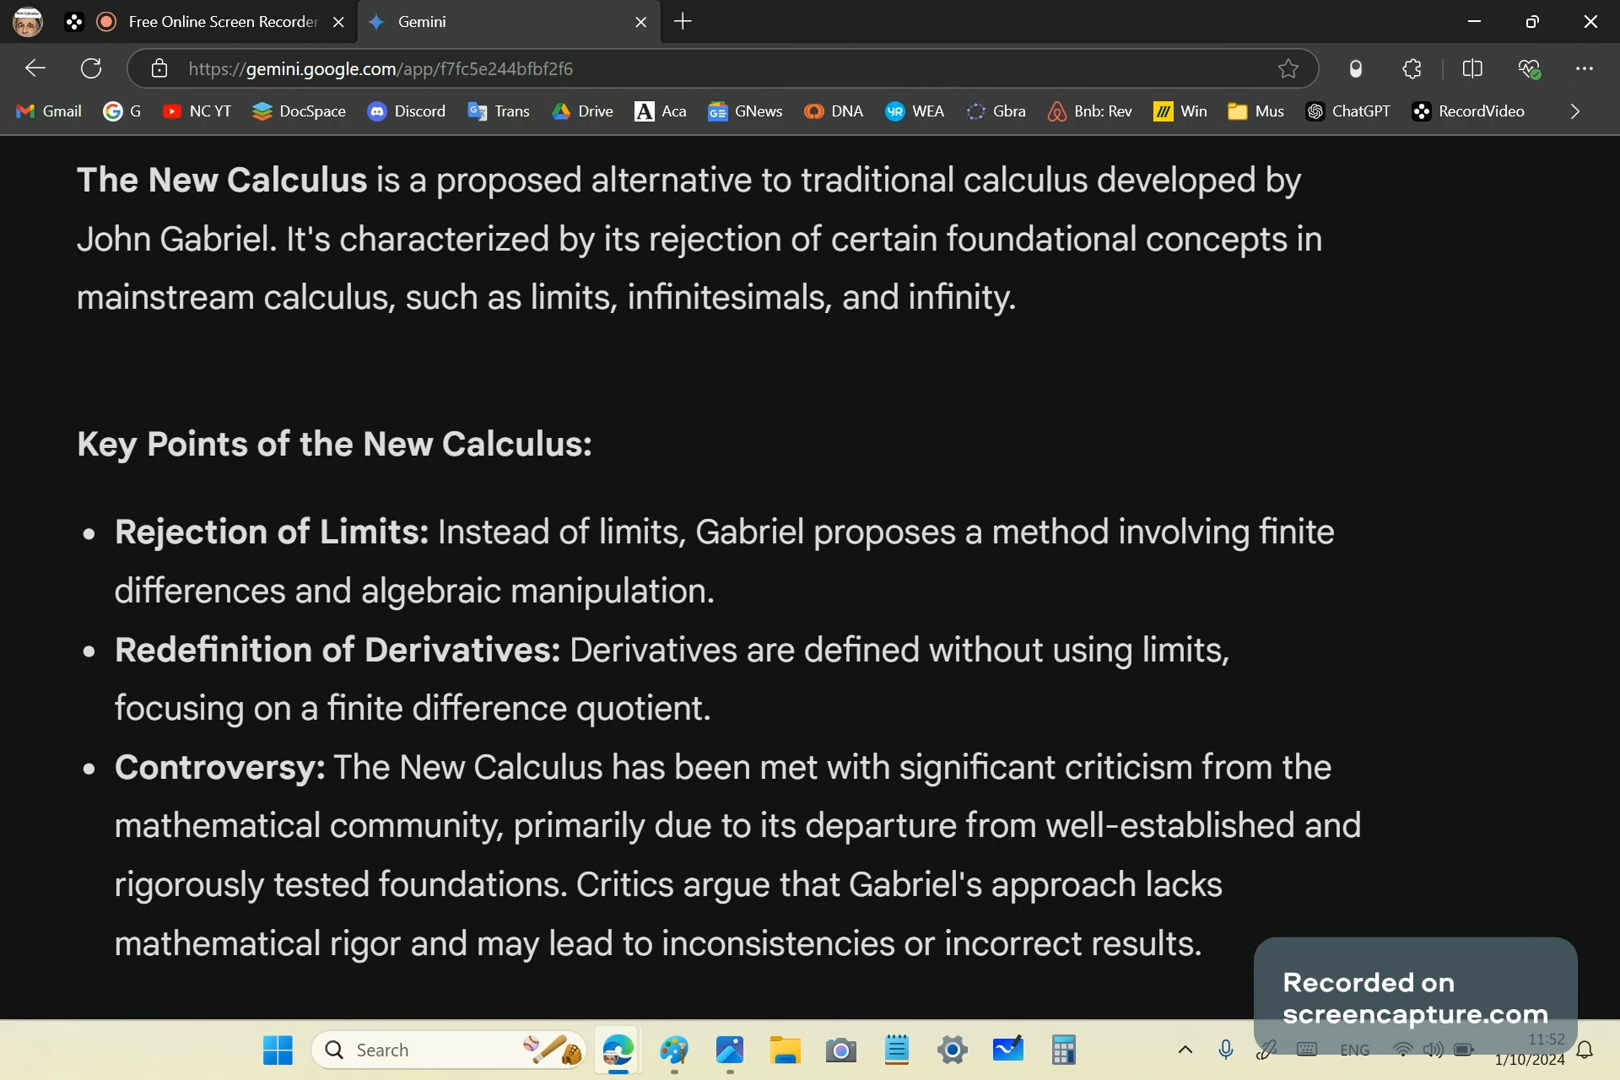 Free Online Screen Recorder
Gemini
https://gemini.google.com/app/f7fc5e244bfbf2f6
Gmail G NC YT DocSpace Discord Trans Drive Aca GNews DNA WEA Gbra Bnb: Rev Win Mus ChatGPT RecordVideo
The New Calculus is a proposed alternative to traditional calculus developed by
John Gabriel. It's characterized by its rejection of certain foundational concepts in
mainstream calculus, such as limits, infinitesimals, and infinity.
Key Points of the New Calculus:
• Rejection of Limits: Instead of limits, Gabriel proposes a method involving finite
differences and algebraic manipulation.
• Redefinition of Derivatives: Derivatives are defined without using limits,
focusing on a finite difference quotient.
• Controversy: The New Calculus has been met with significant criticism from the
mathematical community, primarily due to its departure from well-established and
rigorously tested foundations. Critics argue that Gabriel's approach lacks
mathematical rigor and may lead to inconsistencies or incorrect results.
Recorded on
screencapture.com
Search
ENG
11:52
1/10/2024